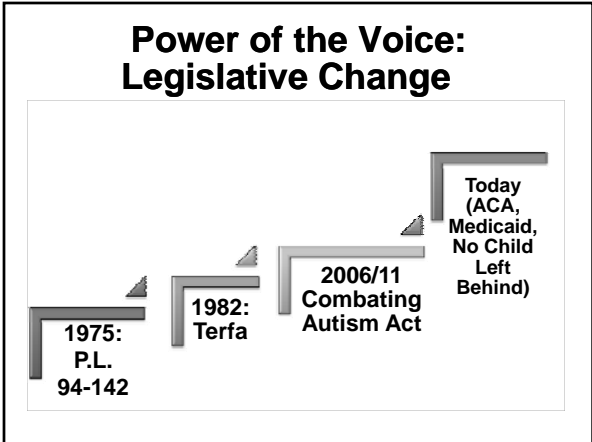 Power of the Voice:
Legislative Change
1975:
P.L.
94-142
1982:
Terfa
2006/11
Combating
Autism Act
Today
(ACA,
Medicaid,
No Child
Left
Behind)